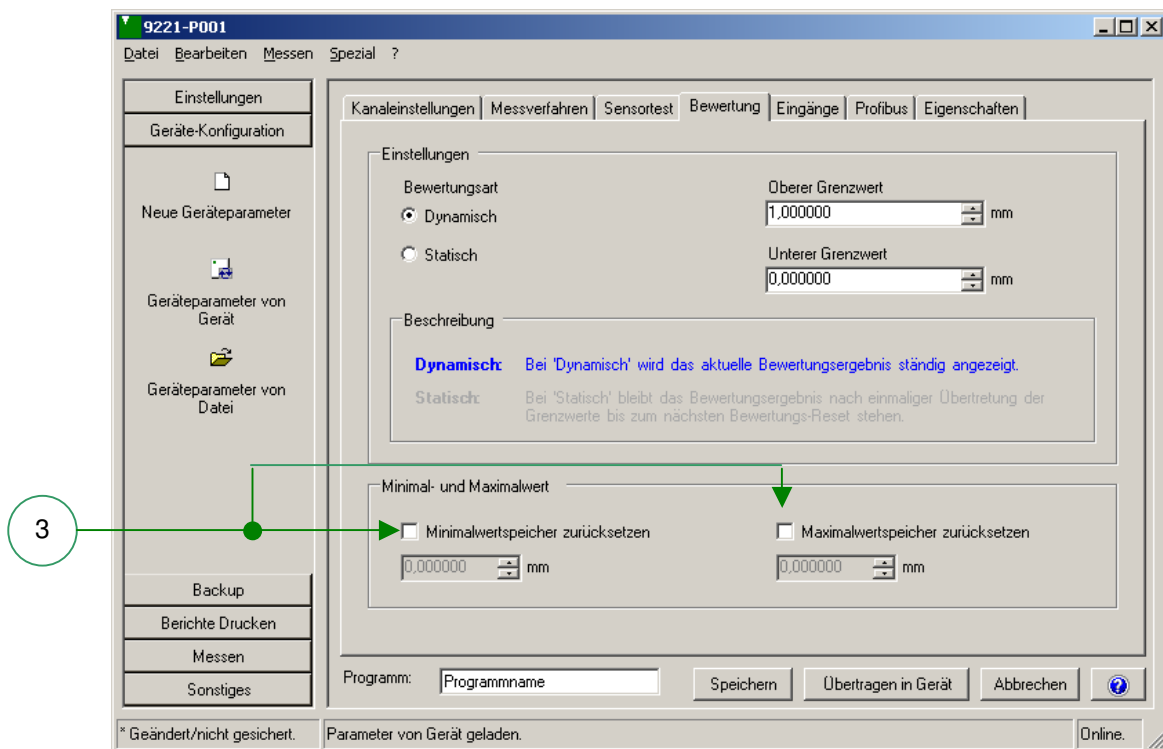 9221-P001
Datei Bearbeiten Messen Spezial ?
Einstellungen
Geräte-Konfiguration
Neue Geräteparameter
Geräteparameter von
Gerät
Geräteparameter von
Datei
Backup
Berichte Drucken
Messen
Sonstiges
Kanaleinstellungen Messverfahren Sensortest Bewertung Eingänge Profibus Eigenschaften
Einstellungen
Bewertungsart
Dynamisch
Statisch
Oberer Grenzwert
1,000000 mm
Unterer Grenzwert
0,000000 mm
Beschreibung
Dynamisch: Bei 'Dynamisch' wird das aktuelle Bewertungsergebnis ständig angezeigt.
Statisch: Bei 'Statisch' bleibt das Bewertungsergebnis nach einmaliger Übertretung der
Grenzwerte bis zum nächsten Bewertungs-Reset stehen.
Minimal- und Maximalwert
3
Minimalwertspeicher zurücksetzen
0,000000 mm
Maximalwertspeicher zurücksetzen
0,000000 mm
Programm: Programmname Speichern Übertragen in Gerät Abbrechen ?
* Geändert/nicht gesichert. Parameter von Gerät geladen. Online.